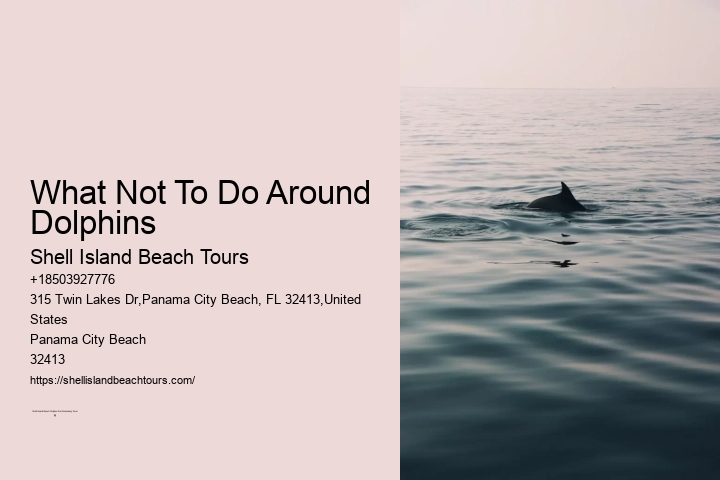 What Not To Do Around
Dolphins
Shell Island Beach Tours
+18503927776
315 Twin Lakes Dr,Panama City Beach, FL 32413,United
States
Panama City Beach
32413
https://shellislandbeachtours.com/